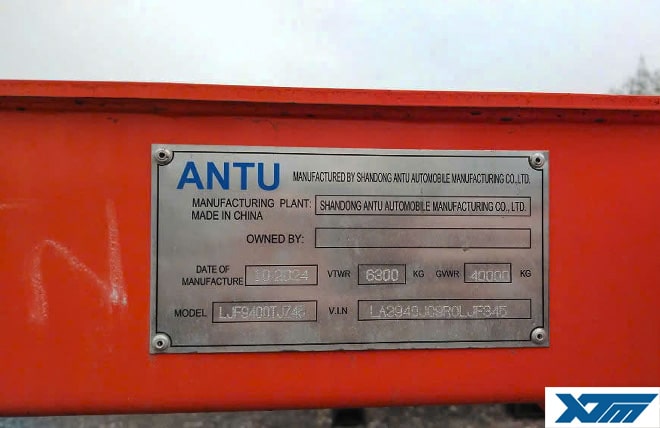 ANTU MANUFACTURED BY SHANDONG ANTU AUTOMOBILE MANUFACTURING CO.,LTD.
MANUFACTURING PLANT: SHANDONG ANTU AUTOMOBILE MANUFACTURING CO., LTD.
MADE IN CHINA
OWNED BY:
DATE OF MANUFACTURE 10.2024 VTWR 6300 KG GVWR 40000 KG
MODEL V.I.N
N
XTM